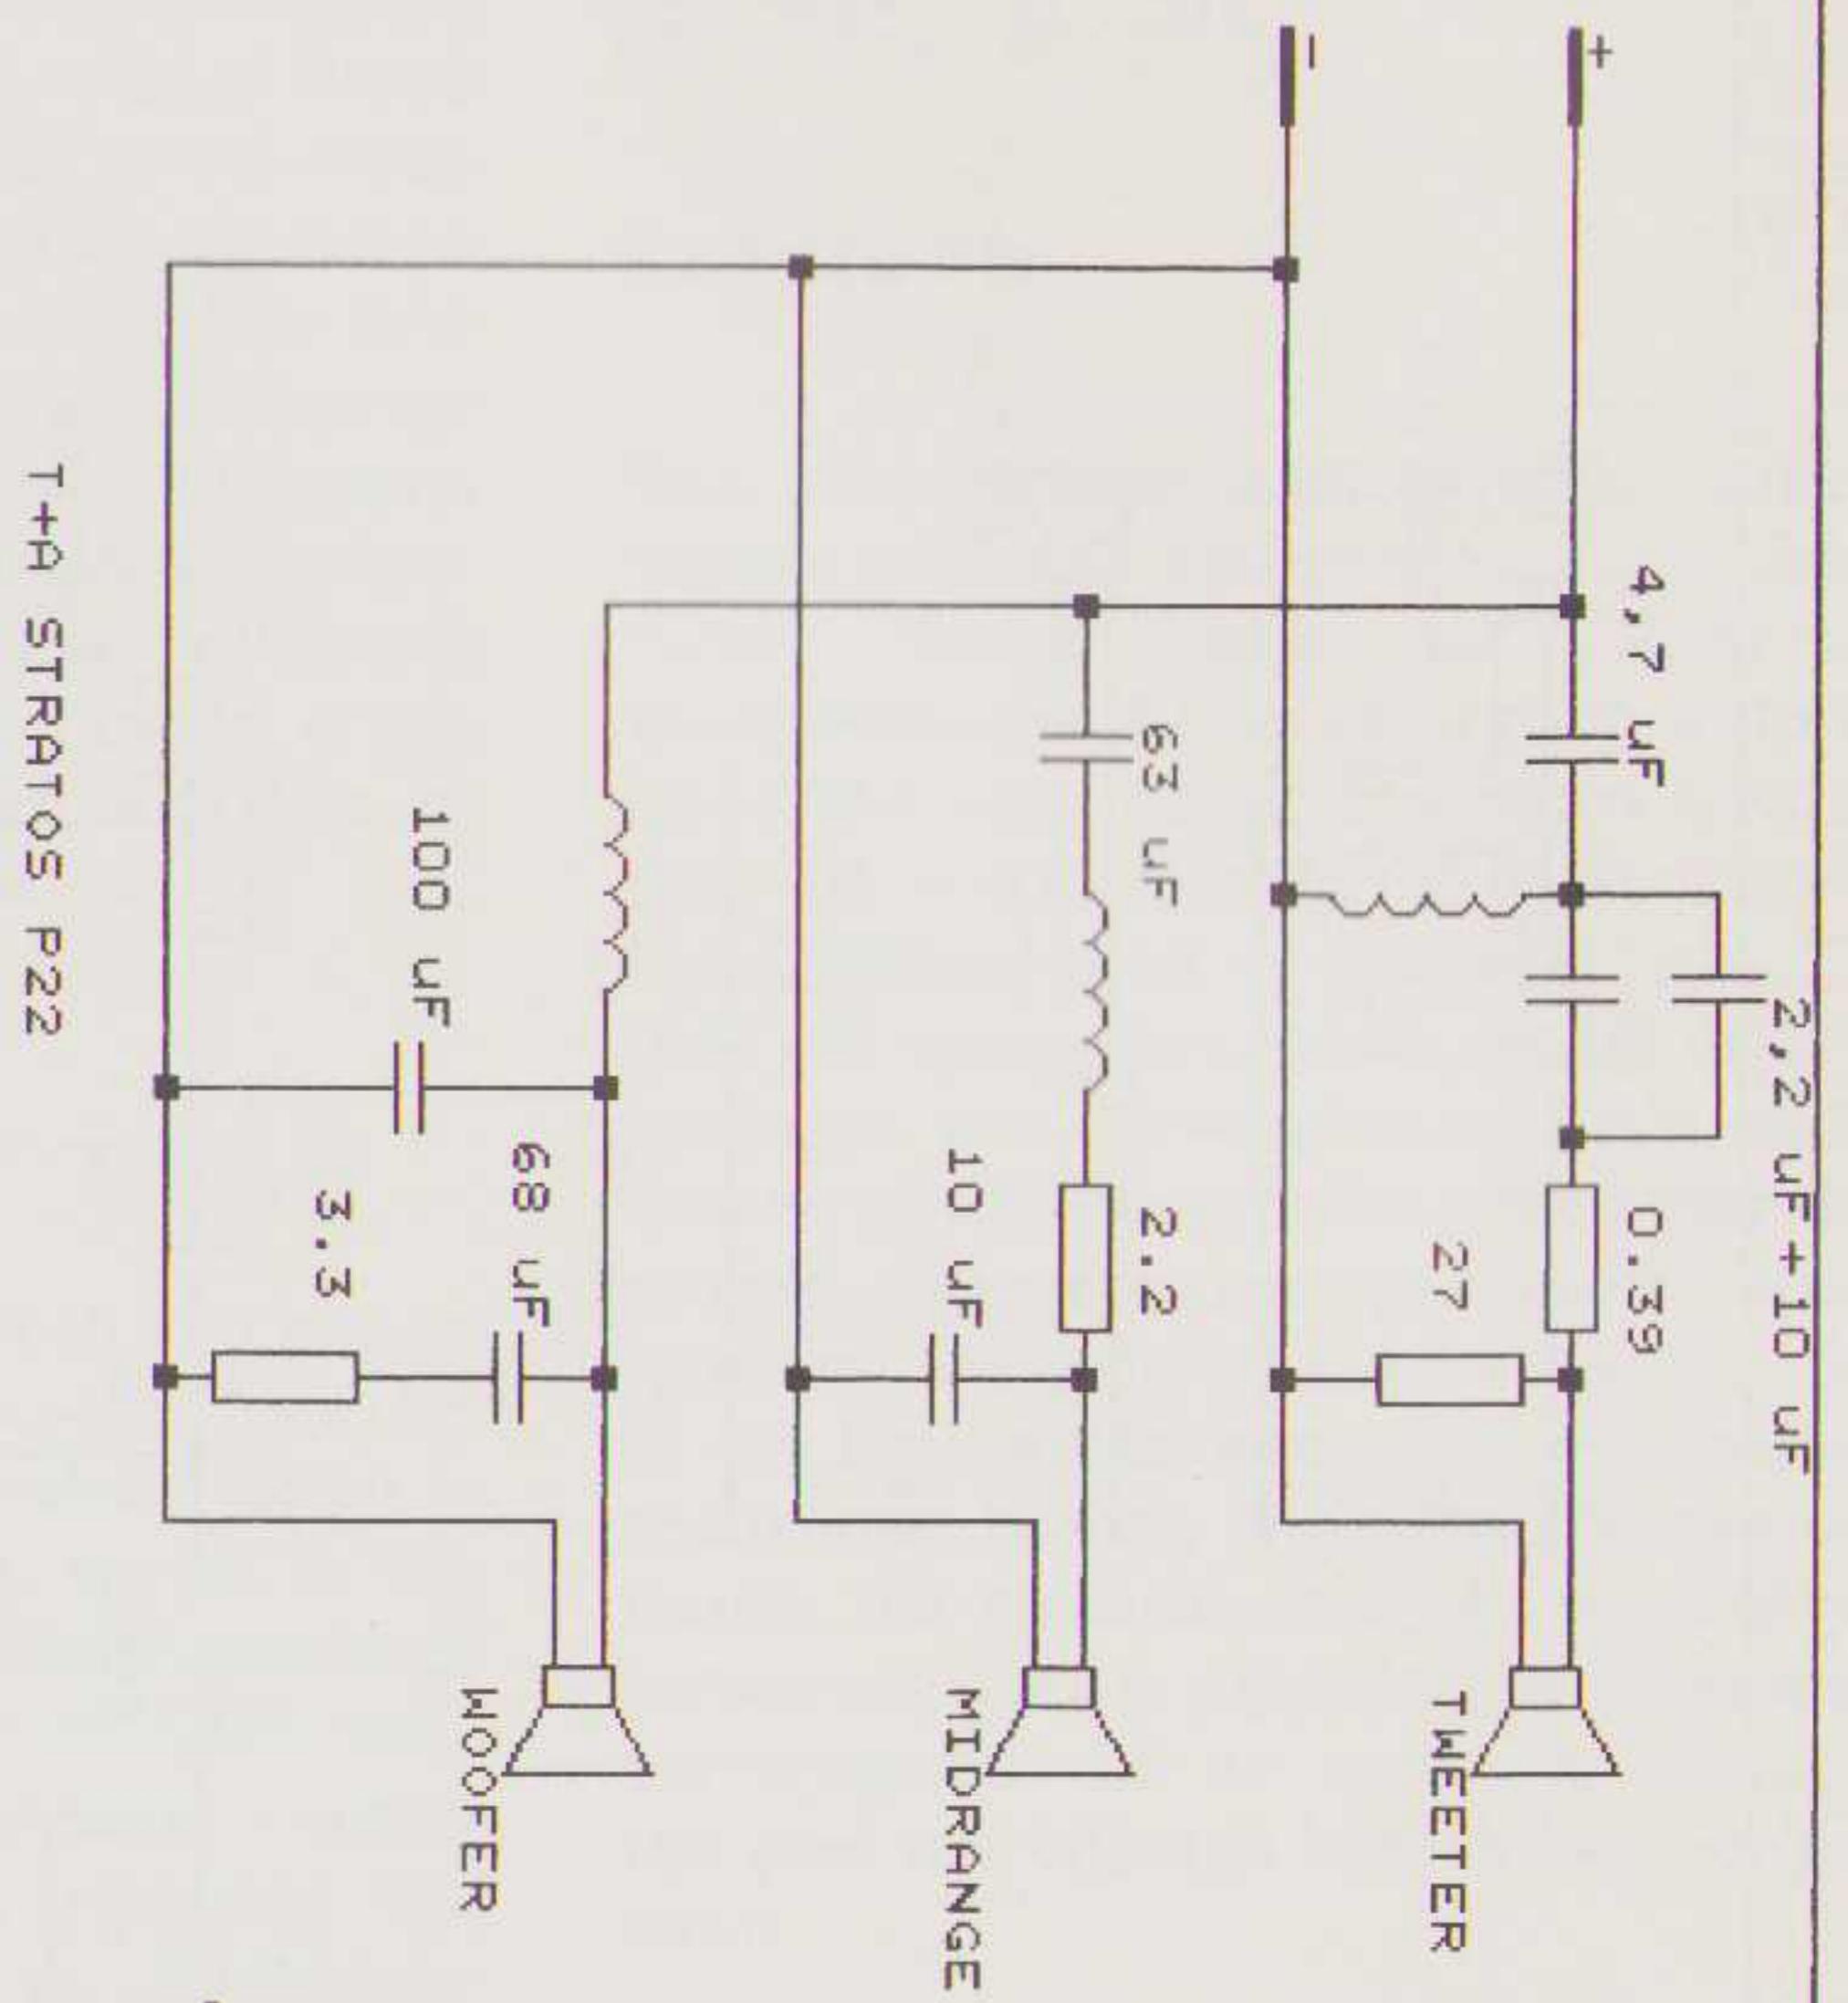 +
-
4,7 uF
2,2 uF+10 uF
0.39
27
TWEETER
63 uF
2.2
10 uF
MIDRANGE
100 uF
68 uF
3.3
WOOFER
T+A STRATOS P22